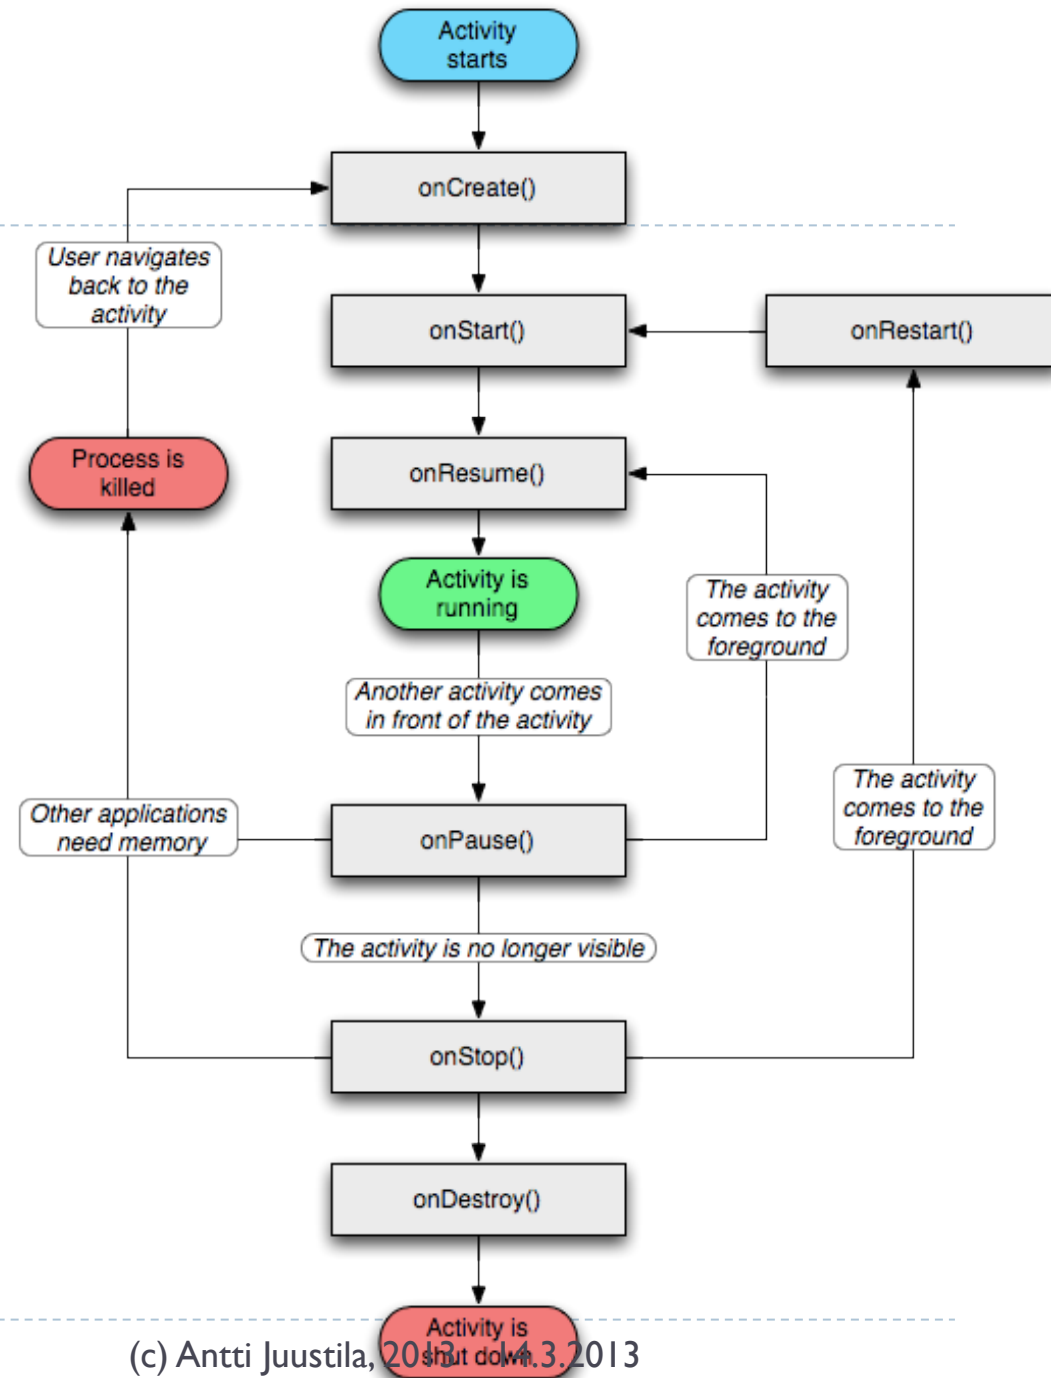 Activity
starts
onCreate()
User navigates
back to the
activity
onStart()
onRestart()
Process is
killed
onResume()
Activity is
running
The activity
comes to the
foreground
Another activity comes
in front of the activity
The activity
comes to the
foreground
Other applications
need memory
onPause()
The activity is no longer visible
onStop()
onDestroy()
Activity is
shut down
(c) Antti Juustila, 2013 14.3.2013